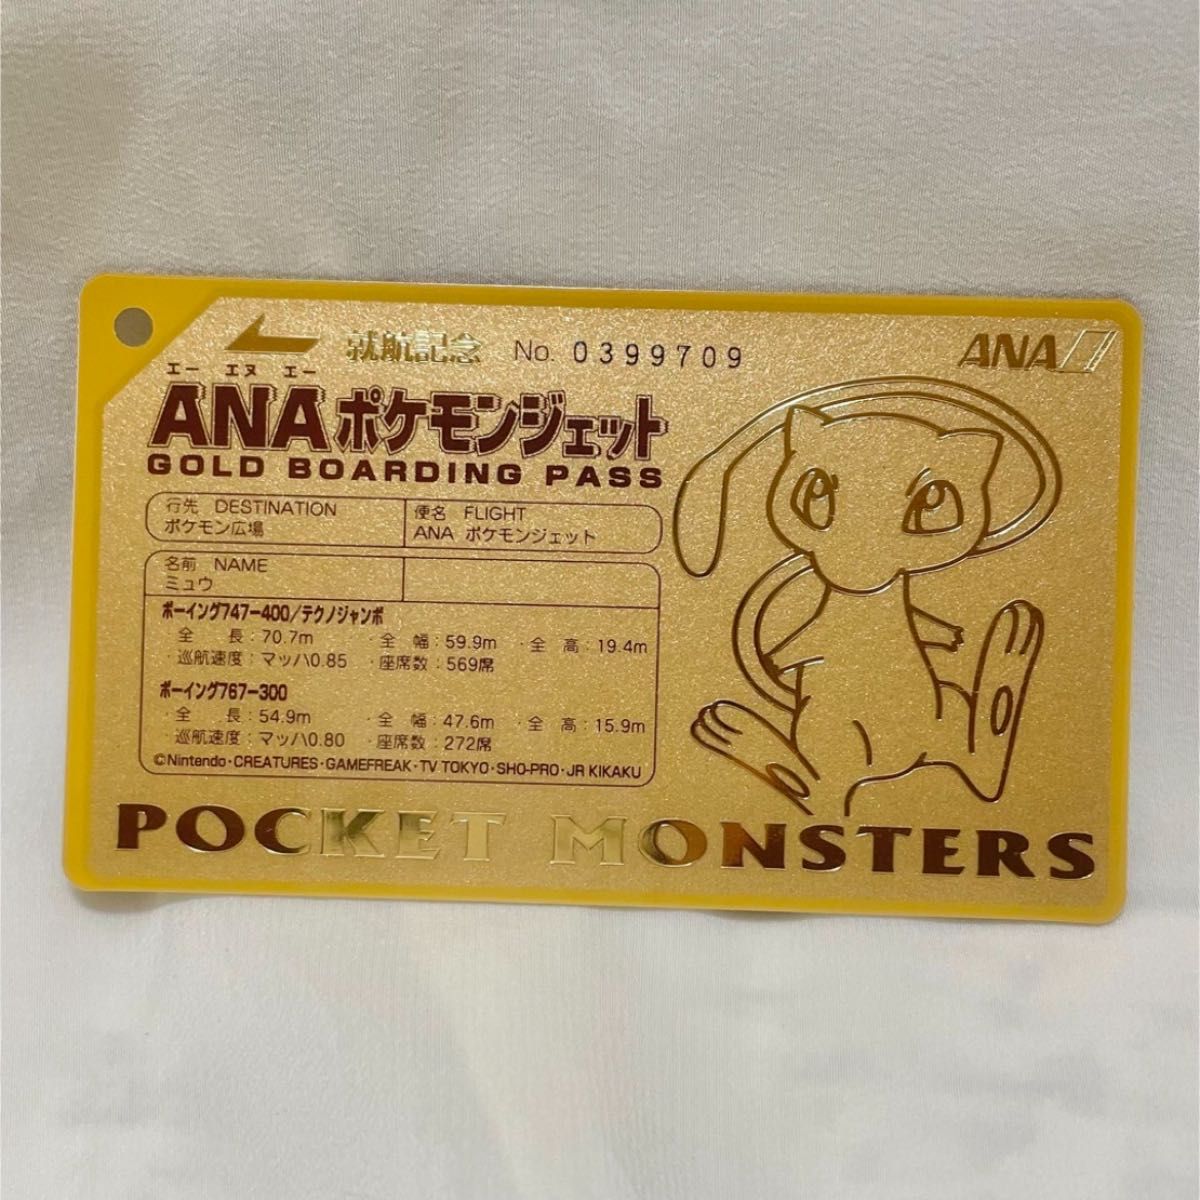 就航記念 No. 0399709 ANA
エー エヌ エー
ANAポケモンジェット
GOLD BOARDING PASS
行先 DESTINATION
ポケモン広場
便名 FLIGHT
ANA ポケモンジェット
名前 NAME
ミュウ
ボーイング747-400/テクノジャンボ
・全 長:70.7m ・全 幅:59.9m ・全 高:19.4m
・巡航速度:マッハ0.85 ・座席数:569席
ボーイング767-300
・全 長:54.9m ・全 幅:47.6m ・全 高:15.9m
・巡航速度:マッハ0.80 ・座席数:272席
©Nintendo・CREATURES・GAMEFREAK・TV TOKYO・SHO-PRO・JR KIKAKU
POCKET MONSTERS